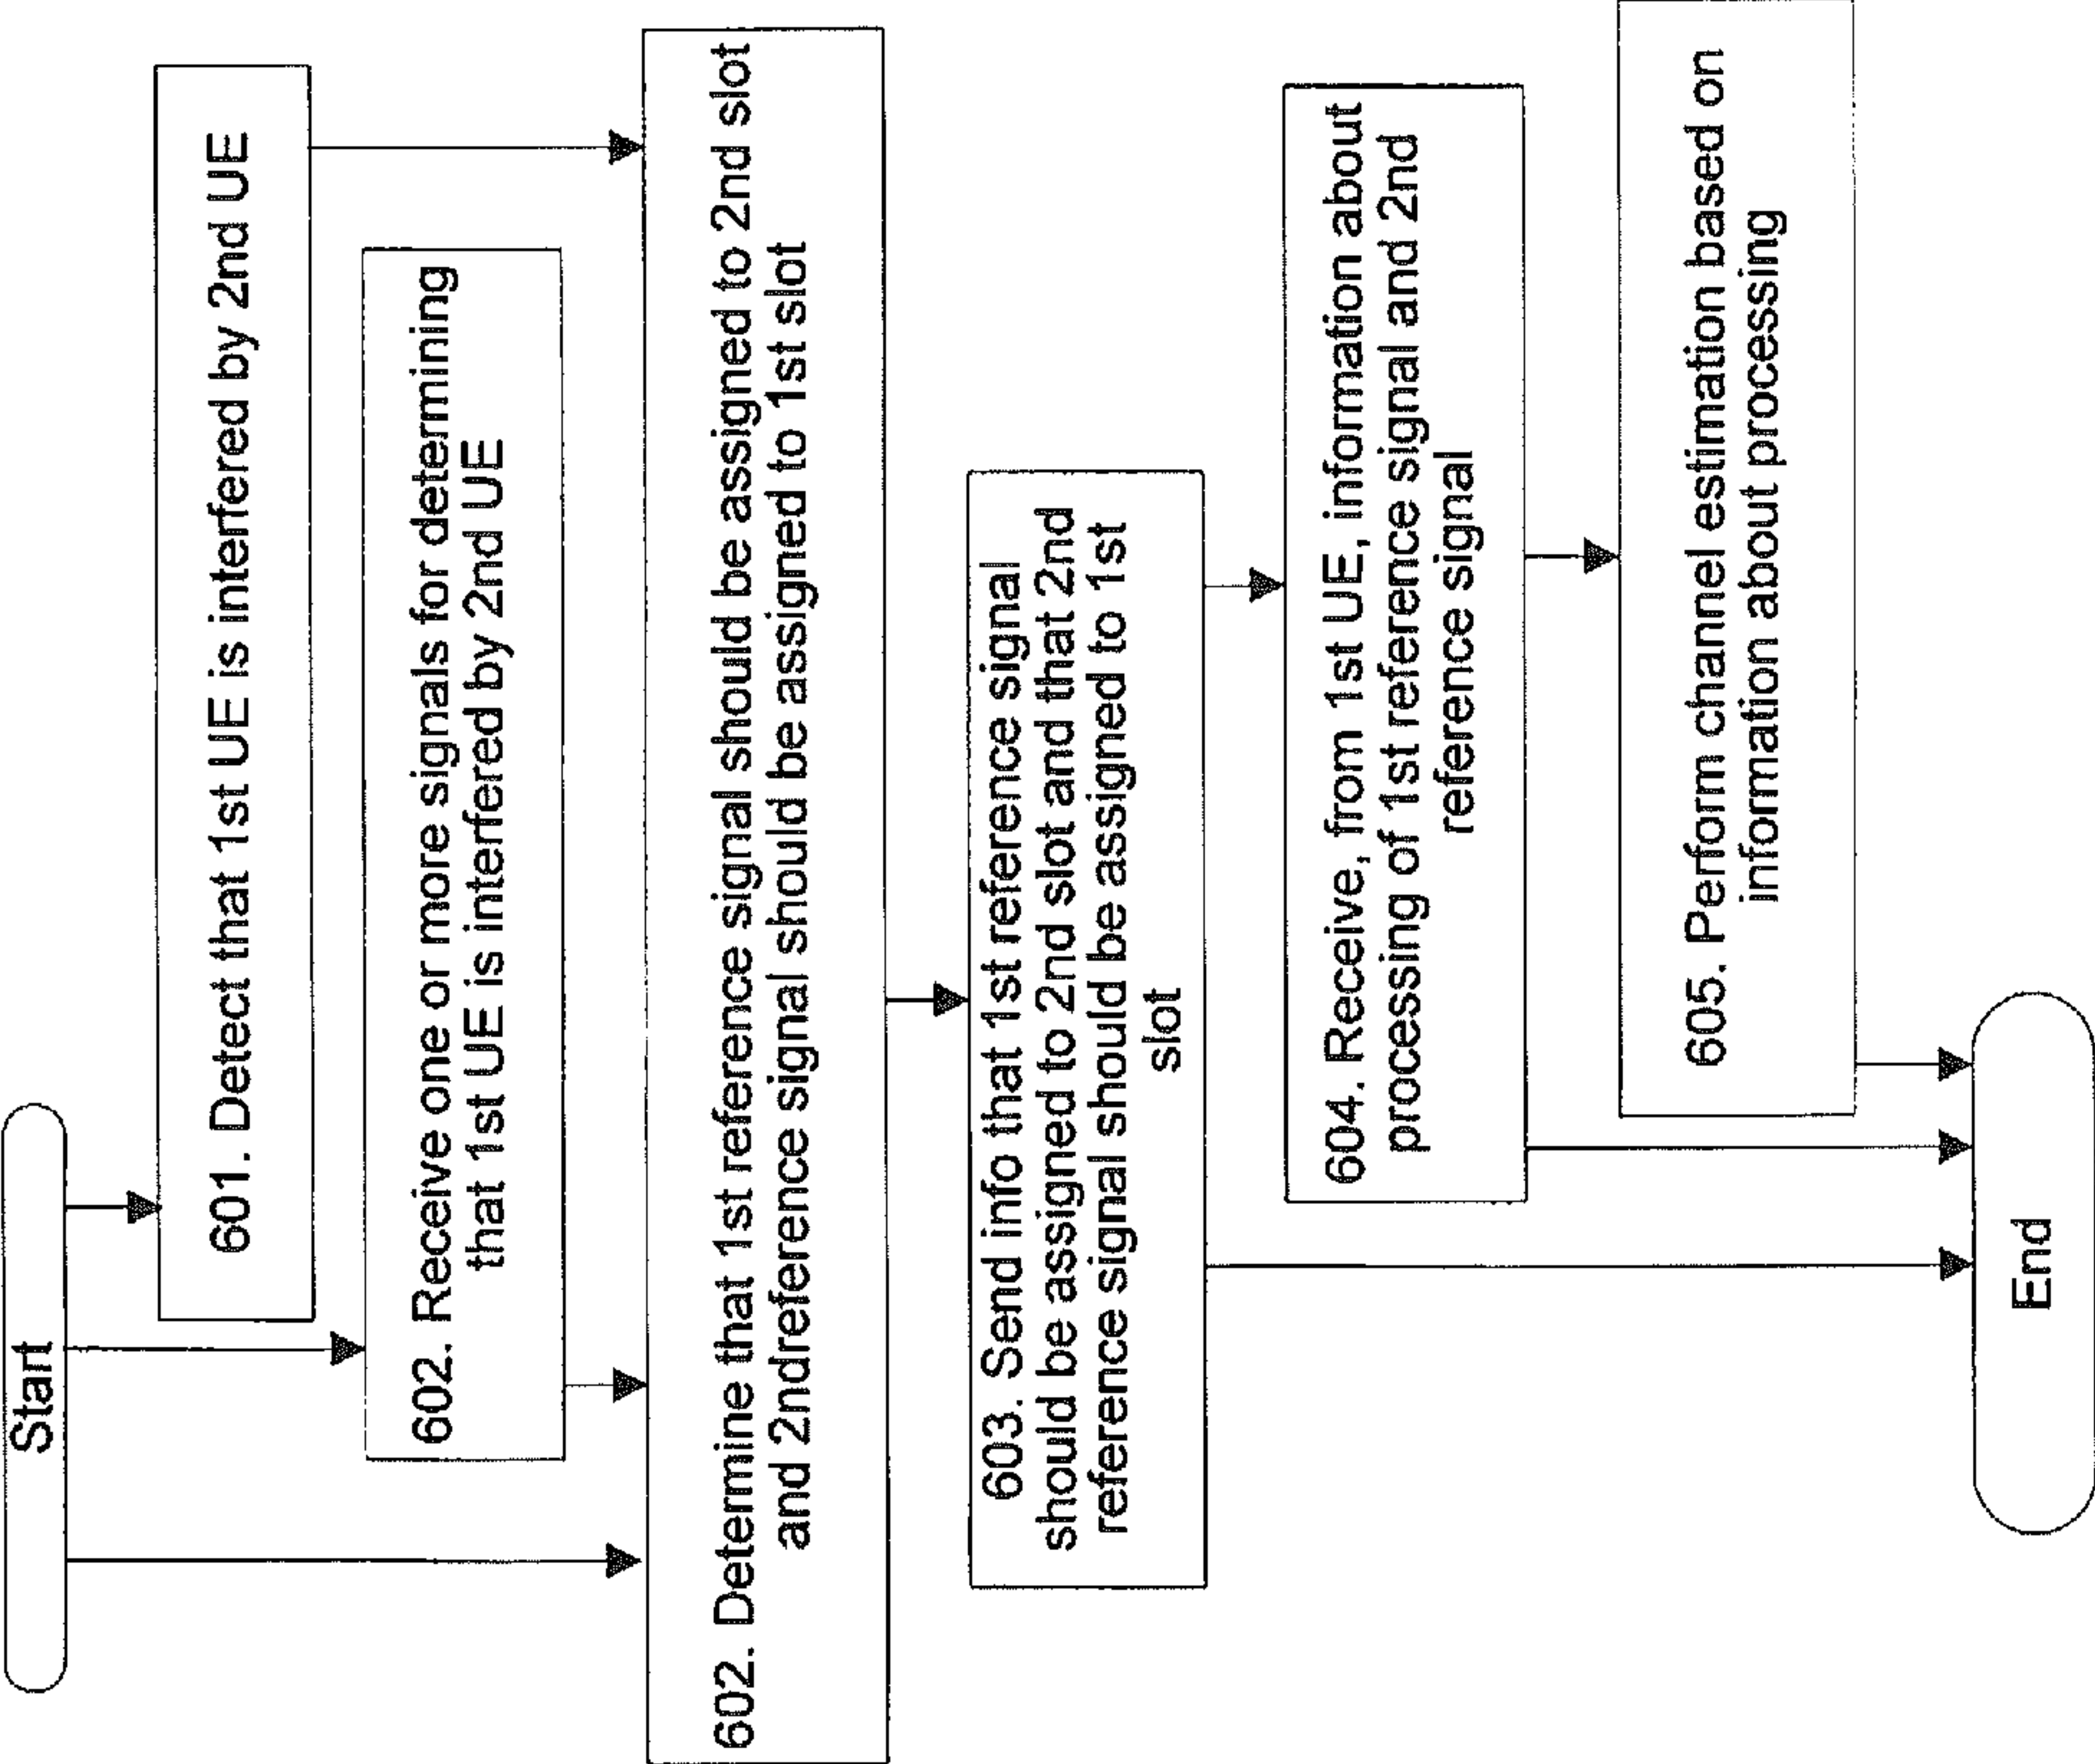 Start
601. Detect that 1st UE is interfered by 2nd UE
602. Receive one or more signals for determining
that 1st UE is interfered by 2nd UE
602. Determine that 1st reference signal should be assigned to 2nd slot
and 2ndreference signal should be assigned to 1st slot
603. Send info that 1st reference signal
should be assigned to 2nd slot and that 2nd
reference signal should be assigned to 1st
slot
604. Receive, from 1st UE, information about
processing of 1st reference signal and 2nd
reference signal
605. Perform channel estimation based on
information about processing
End